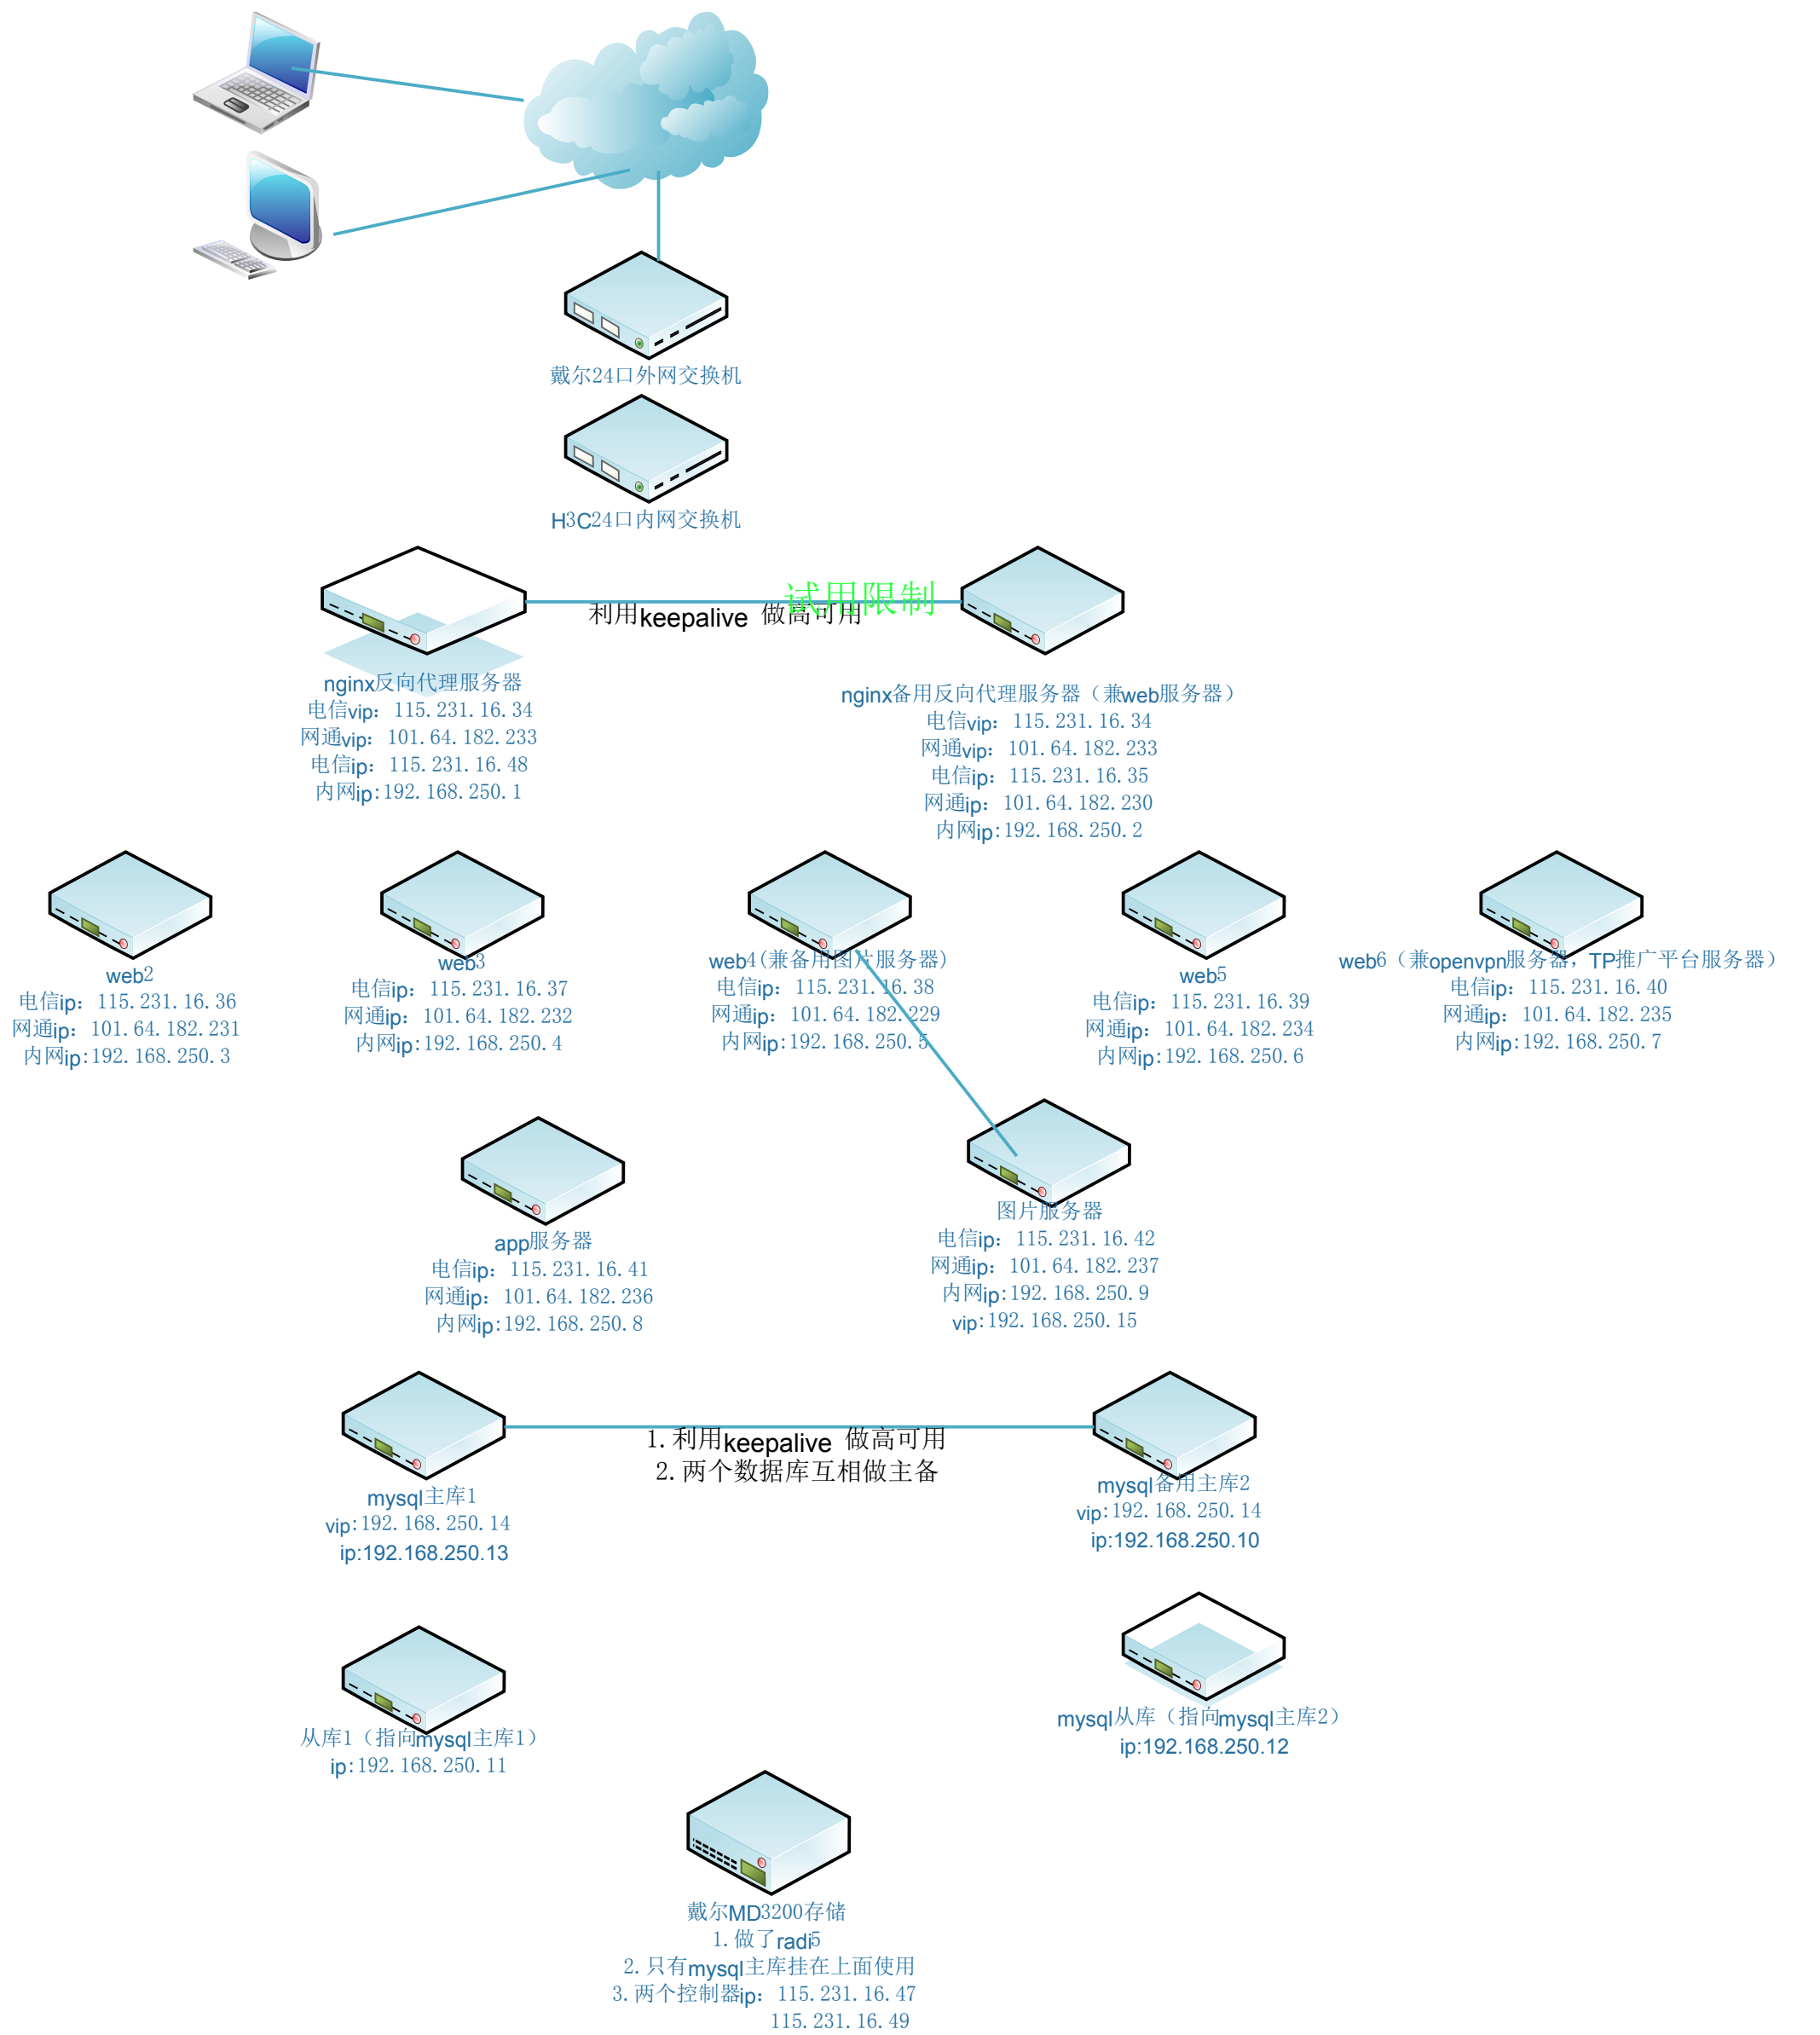 戴尔24口外网交换机
H3C24口内网交换机
试用限制
利用keepalive 做高可用
nginx反向代理服务器
电信vip: 115.231.16.34
网通vip: 101.64.182.233
电信ip: 115.231.16.48
内网ip:192.168.250.1
nginx备用反向代理服务器（兼web服务器）
电信vip: 115.231.16.34
网通vip: 101.64.182.233
电信ip: 115.231.16.35
网通ip: 101.64.182.230
内网ip:192.168.250.2
web2
电信ip: 115.231.16.36
网通ip: 101.64.182.231
内网ip:192.168.250.3
web3
电信ip: 115.231.16.37
网通ip: 101.64.182.232
内网ip:192.168.250.4
web4(兼备用图片服务器)
电信ip: 115.231.16.38
网通ip: 101.64.182.229
内网ip:192.168.250.5
web5
电信ip: 115.231.16.39
网通ip: 101.64.182.234
内网ip:192.168.250.6
web6（兼openvpn服务器，TP推广平台服务器）
电信ip: 115.231.16.40
网通ip: 101.64.182.235
内网ip:192.168.250.7
app服务器
电信ip: 115.231.16.41
网通ip: 101.64.182.236
内网ip:192.168.250.8
图片服务器
电信ip: 115.231.16.42
网通ip: 101.64.182.237
内网ip:192.168.250.9
vip:192.168.250.15
1.利用keepalive 做高可用
2.两个数据库互相做主备
mysql主库1
vip:192.168.250.14
ip:192.168.250.13
mysql备用主库2
vip:192.168.250.14
ip:192.168.250.10
从库1（指向mysql主库1）
ip:192.168.250.11
mysql从库（指向mysql主库2）
ip:192.168.250.12
戴尔MD3200存储
1.做了radi5
2.只有mysql主库挂在上面使用
3.两个控制器ip: 115.231.16.47
115.231.16.49